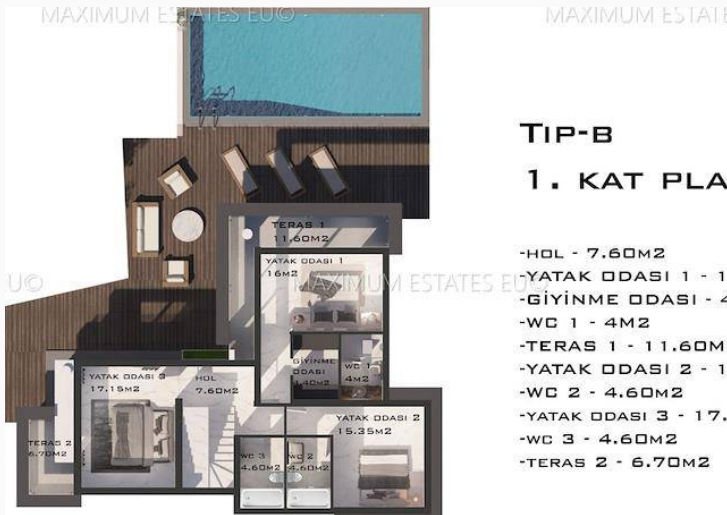 MAXIMUM ESTATES EU©
MAXIMUM ESTATE
TIP-B
1. KAT PLA
TERAS 1
11.60M2
YATAK ODASI 1
16M2
U©
MAXIMUM ESTATES EU©
-HOL - 7.60M2
-YATAK ODASI 1 - 1
-GİYİNME ODASI - 4
-WC 1 - 4M2
-TERAS 1 - 11.60M
-YATAK ODASI 2 - 1
-WC 2 - 4.60M2
-YATAK ODASI 3 - 17.
-WC 3 - 4.60M2
-TERAS 2 - 6.70M2
GİYİNME
ODASI
4.40M2
WC 1
4M2
YATAK ODASI 3
17.15M2
HOL
7.60M2
YATAK ODASI 2
15.35M2
TERAS 2
6.70M2
WC 3
4.60M2
WC 2
4.60M2